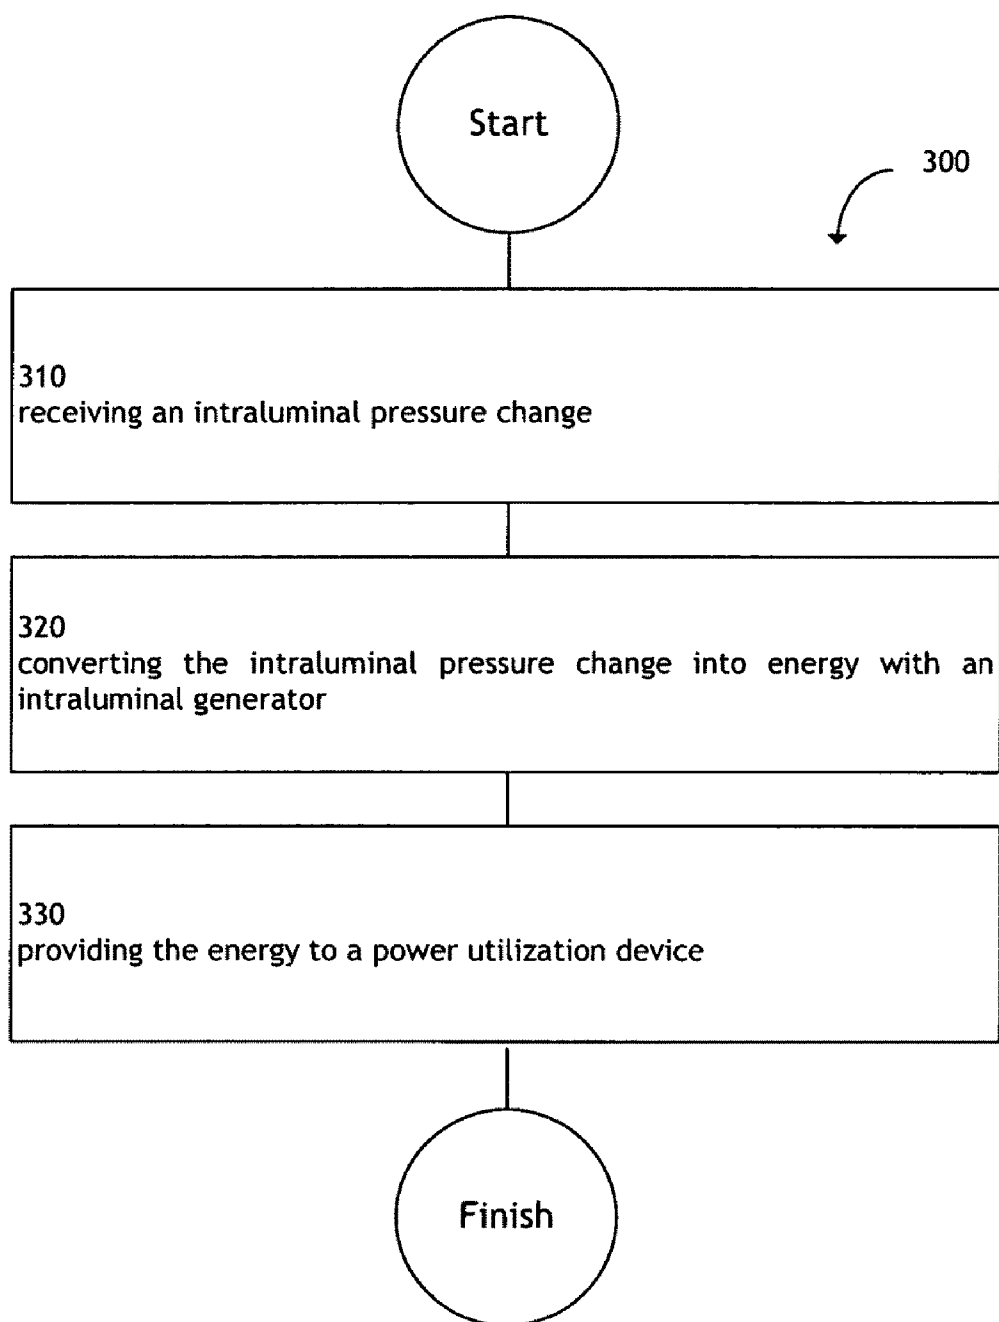 Start
300
310
receiving an intraluminal pressure change
320
converting the intraluminal pressure change into energy with an
intraluminal generator
330
providing the energy to a power utilization device
Finish